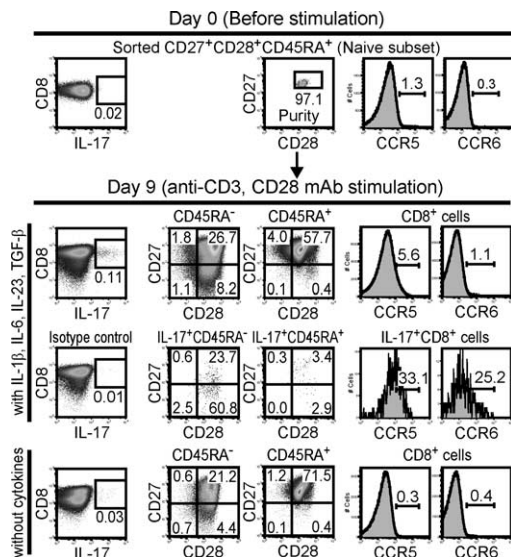 Day 0 (Before stimulation)
Sorted CD27+CD28+CD45RA+ (Naive subset)
CD8
0.02
IL-17
CD27
97.1
Purity
CD28
# Cells
1.3
CCR5
# Cells
0.3
CCR6
Day 9 (anti-CD3, CD28 mAb stimulation)
with IL-1β, IL-6, IL-23, TGF-β
CD45RA-
CD45RA+
CD8+ cells
CD8
0.11
IL-17
CD27
1.8 26.7
1.1 8.2
CD28
CD27
4.0 57.7
0.1 0.4
CD28
# Cells
5.6
CCR5
# Cells
1.1
CCR6
Isotype control
IL-17+CD45RA-
IL-17+CD45RA+
IL-17+CD8+ cells
CD8
0.01
IL-17
CD27
0.6 23.7
2.5 60.8
CD28
CD27
0.3 3.4
0.0 2.9
CD28
# Cells
33.1
CCR5
# Cells
25.2
CCR6
without cytokines
CD45RA-
CD45RA+
CD8+ cells
CD8
0.03
IL-17
CD27
0.6 21.2
0.7 4.4
CD28
CD27
1.2 71.5
0.1 0.4
CD28
# Cells
0.3
CCR5
# Cells
0.4
CCR6